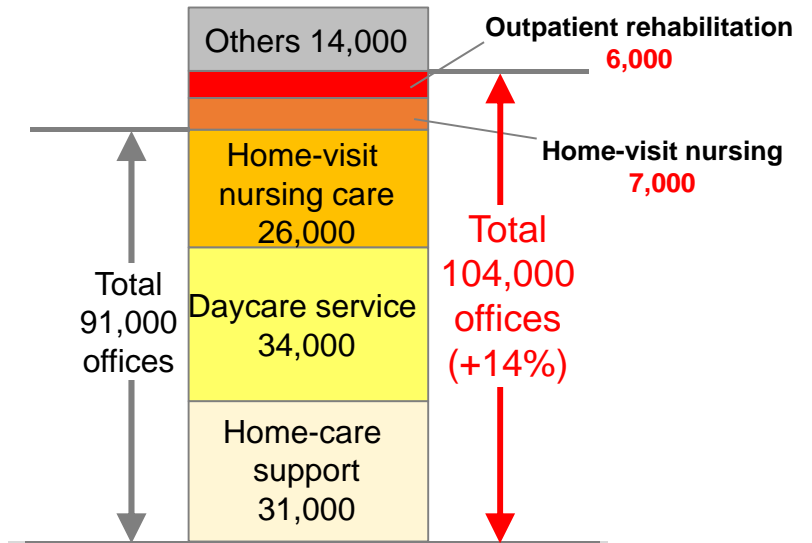 Others 14,000
Outpatient rehabilitation
6,000
Home-visit nursing
7,000
Home-visit
nursing care
26,000
Daycare service
34,000
Home-care
support
31,000
Total
91,000
offices
Total
104,000
offices
(+14%)